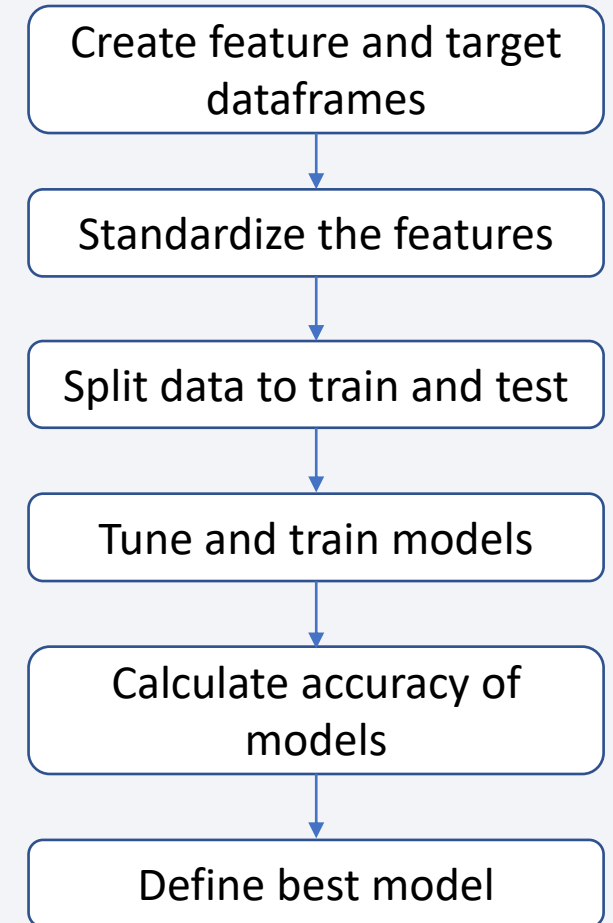 Create feature and target
dataframes
Standardize the features
Split data to train and test
Tune and train models
Calculate accuracy of
models
Define best model